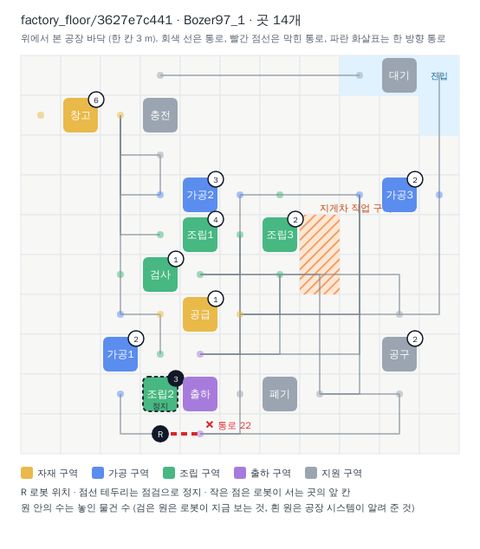 factory_floor/3627e7c441 · Bozer97_1 · 곳 14개
위에서 본 공장 바닥 (한 칸 3 m). 회색 선은 통로, 빨간 점선은 막힌 통로, 파란 화살표는 한 방향 통로
대기
진입
창고 6
충전
가공2 3
가공3 2
지게차 작업 구
조립1 4
조립3 2
검사 1
공급 1
가공1 2
공구 2
조립2 3
정지
출하
폐기
R
✕ 통로 22
자재 구역
가공 구역
조립 구역
출하 구역
지원 구역
R 로봇 위치 · 점선 테두리는 점검으로 정지 · 작은 점은 로봇이 서는 곳의 앞 칸
원 안의 수는 놓인 물건 수 (검은 원은 로봇이 지금 보는 것, 흰 원은 공장 시스템이 알려 준 것)